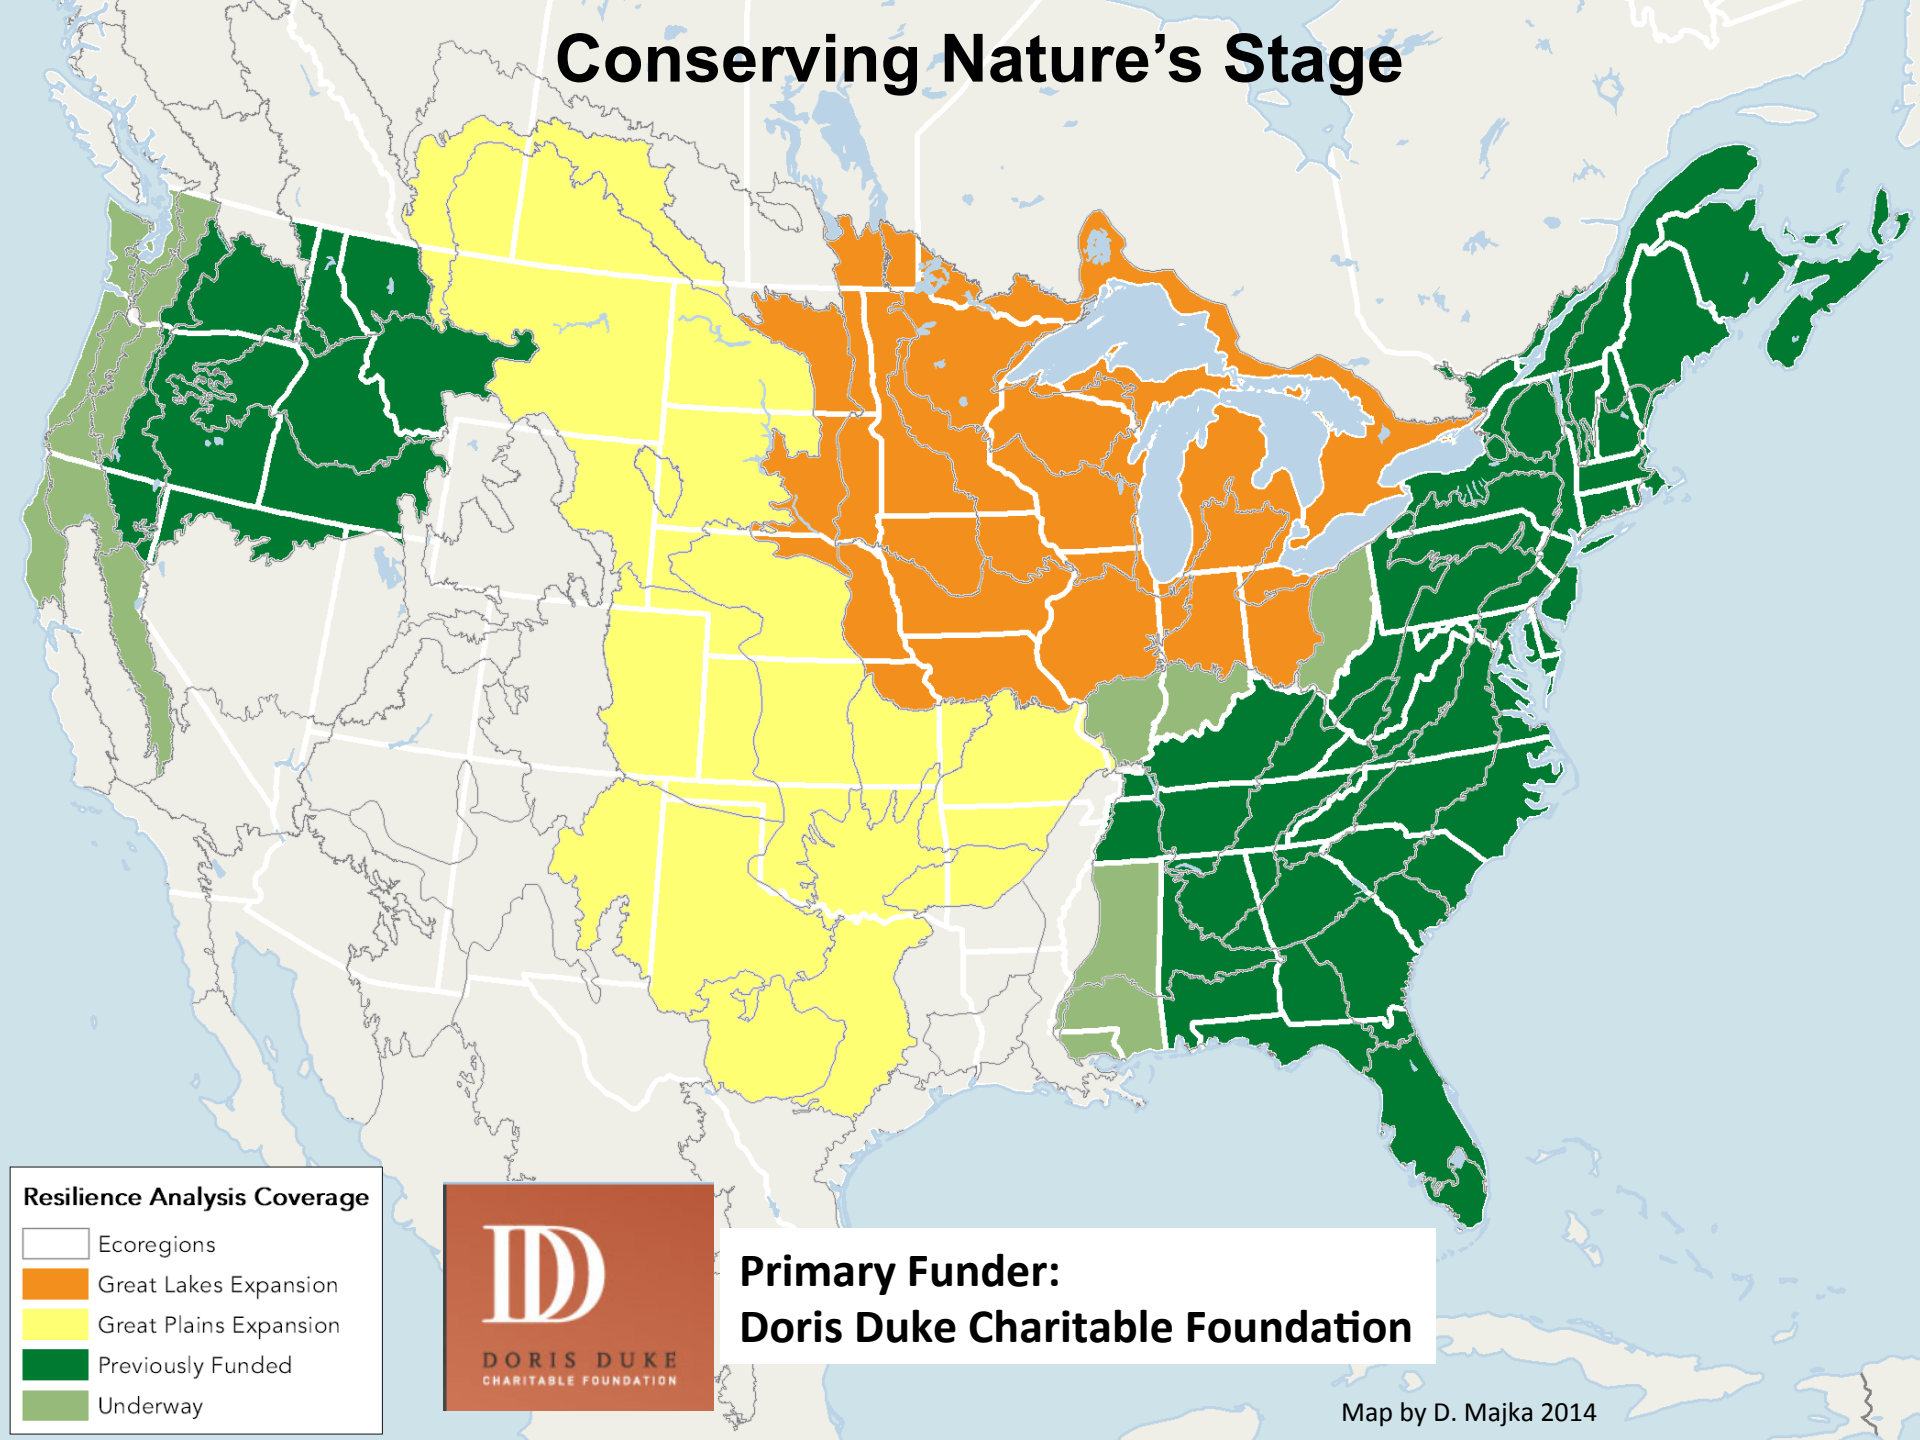 Conserving Nature’s Stage
Resilience Analysis Coverage
Ecoregions
Great Lakes Expansion
Great Plains Expansion
Previously Funded
Underway
DORIS DUKE
CHARITABLE FOUNDATION
Primary Funder:
Doris Duke Charitable Foundation
Map by D. Majka 2014